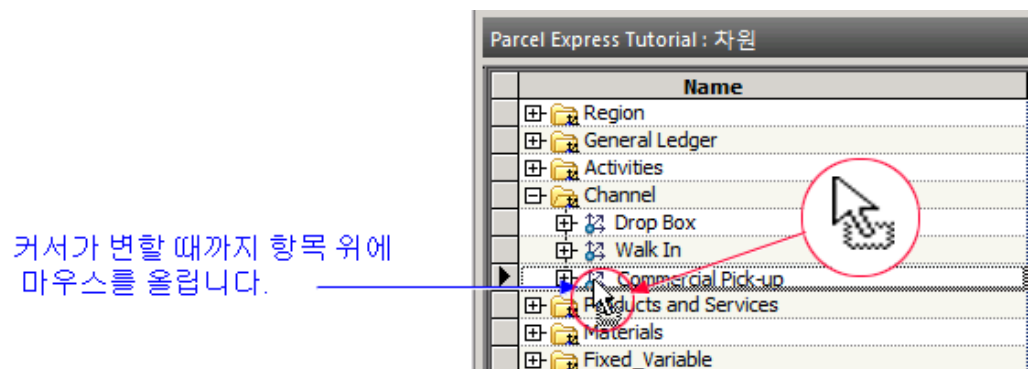 Parcel Express Tutorial : 차원
Name
Region
General Ledger
Activities
Channel
Drop Box
Walk In
커서가 변할 때까지 항목 위에
마우스를 올립니다.
Commercial Pick-up
Products and Services
Materials
Fixed_Variable